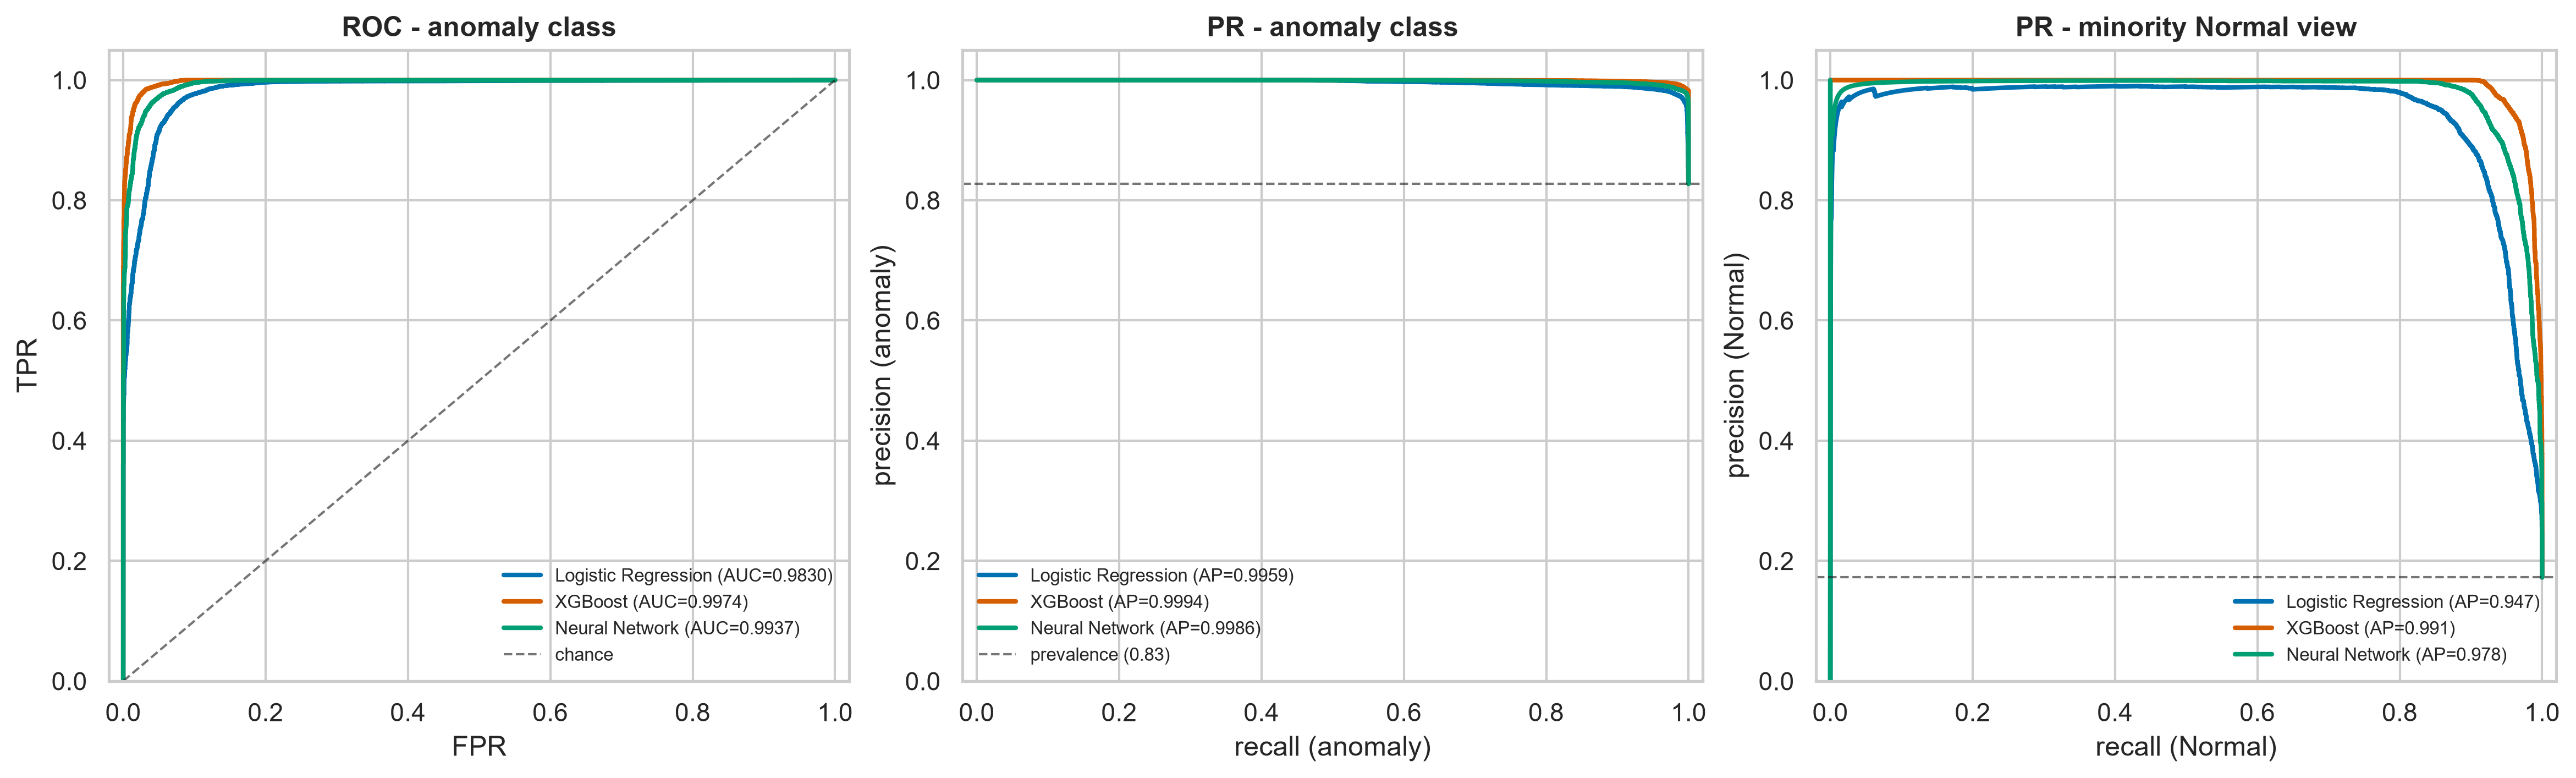 ROC - anomaly class
TPR
1.0
0.8
0.6
0.4
0.2
0.0
Logistic Regression (AUC=0.9830)
XGBoost (AUC=0.9974)
Neural Network (AUC=0.9937)
chance
0.0 0.2 0.4 0.6 0.8 1.0
FPR
PR - anomaly class
precision (anomaly)
1.0
0.8
0.6
0.4
0.2
0.0
Logistic Regression (AP=0.9959)
XGBoost (AP=0.9994)
Neural Network (AP=0.9986)
prevalence (0.83)
0.0 0.2 0.4 0.6 0.8 1.0
recall (anomaly)
PR - minority Normal view
precision (Normal)
1.0
0.8
0.6
0.4
0.2
0.0
Logistic Regression (AP=0.947)
XGBoost (AP=0.991)
Neural Network (AP=0.978)
0.0 0.2 0.4 0.6 0.8 1.0
recall (Normal)